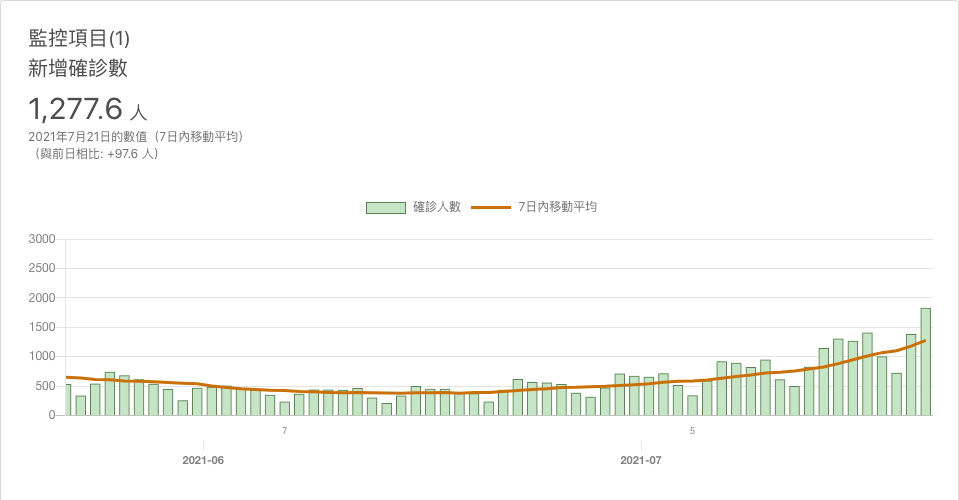 監控項目(1)
新增確診數
1,277.6 人
2021年7月21日的數值（7日內移動平均）
（與前日相比: +97.6 人）
確診人數 7日內移動平均
3000
2500
2000
1500
1000
500
0
7 5
2021-06 2021-07